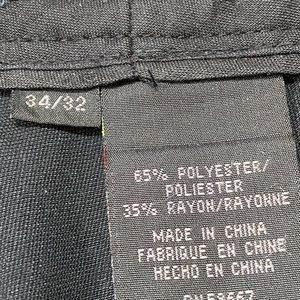 34/32
65% POLYESTER/
POLIESTER
35% RAYON/RAYONNE
MADE IN CHINA
FABRIQUE EN CHINE
HECHO EN CHINA